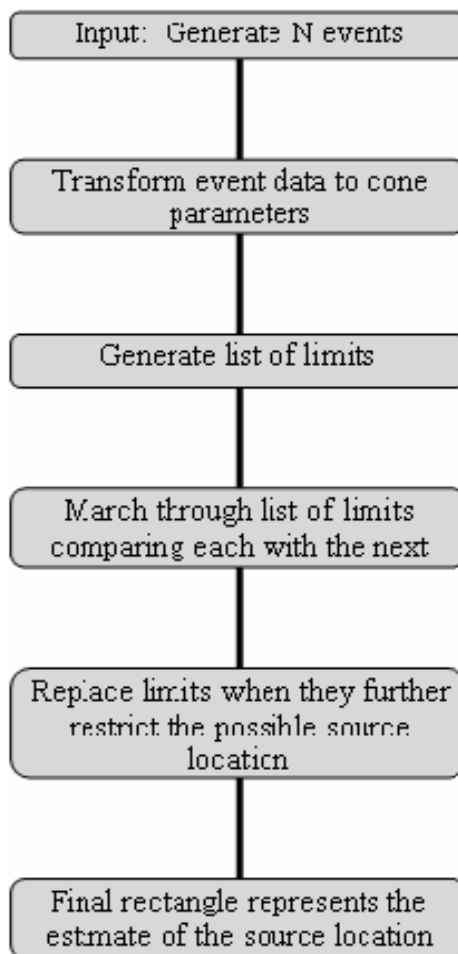 Input: Generate N events
Transform event data to cone
parameters
Generate list of limits
March through list of limits
comparing each with the next
Replace limits when they further
restrict the possible source
location
Final rectangle represents the
estimate of the source location